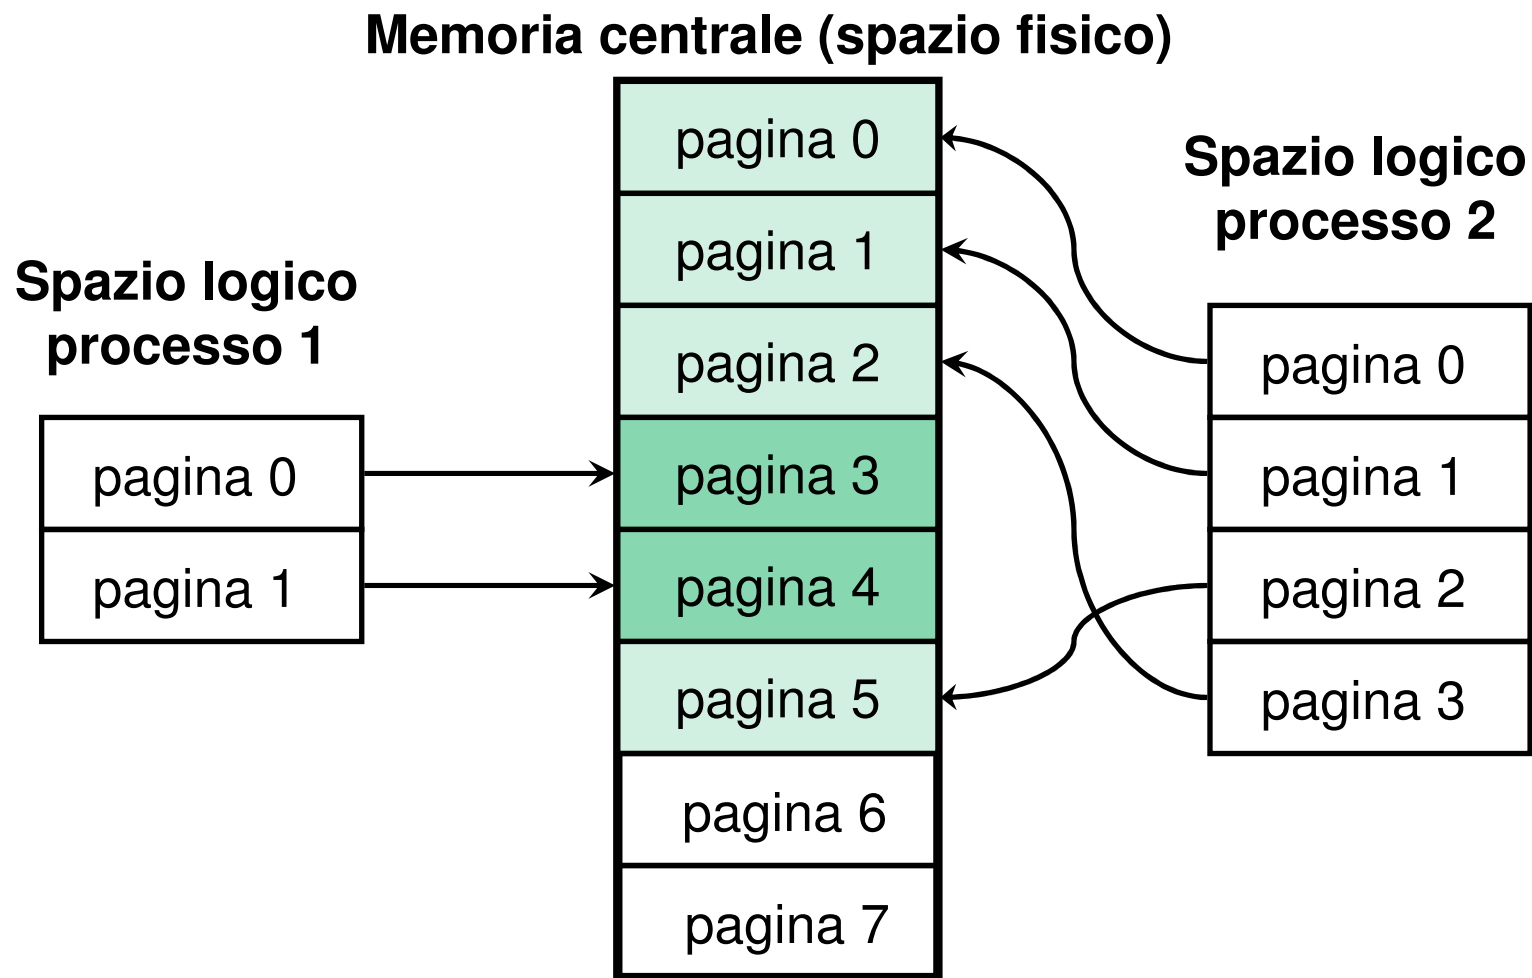 Memoria centrale (spazio fisico)
Spazio logico
processo 1
pagina 0
pagina 1
pagina 0
pagina 1
pagina 2
pagina 3
pagina 4
pagina 5
pagina 6
pagina 7
Spazio logico
processo 2
pagina 0
pagina 1
pagina 2
pagina 3